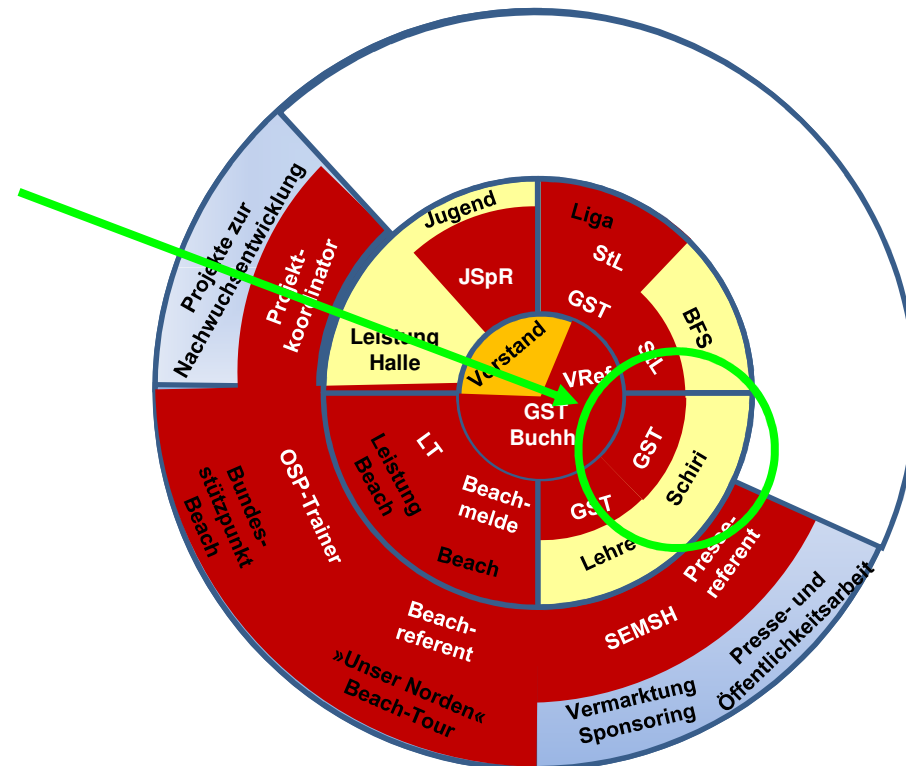 Projekte zur
Nachwuchsentwicklung
Projekt-
koordinator
Jugend
JSpR
Leistung
Halle
Liga
StL
GST
BFS
StL
Vorstand
VRef
GST
Buchh
GST
Schiri
GST
Lehre
LT
Leistung
Beach
Beach-
melde
Beach
OSP-Trainer
Bundes-
stützpunkt
Beach
Beach-
referent
»Unser Norden«
Beach-Tour
SEMSH
Presse-
referent
Presse- und
Öffentlichkeitsarbeit
Vermarktung
Sponsoring